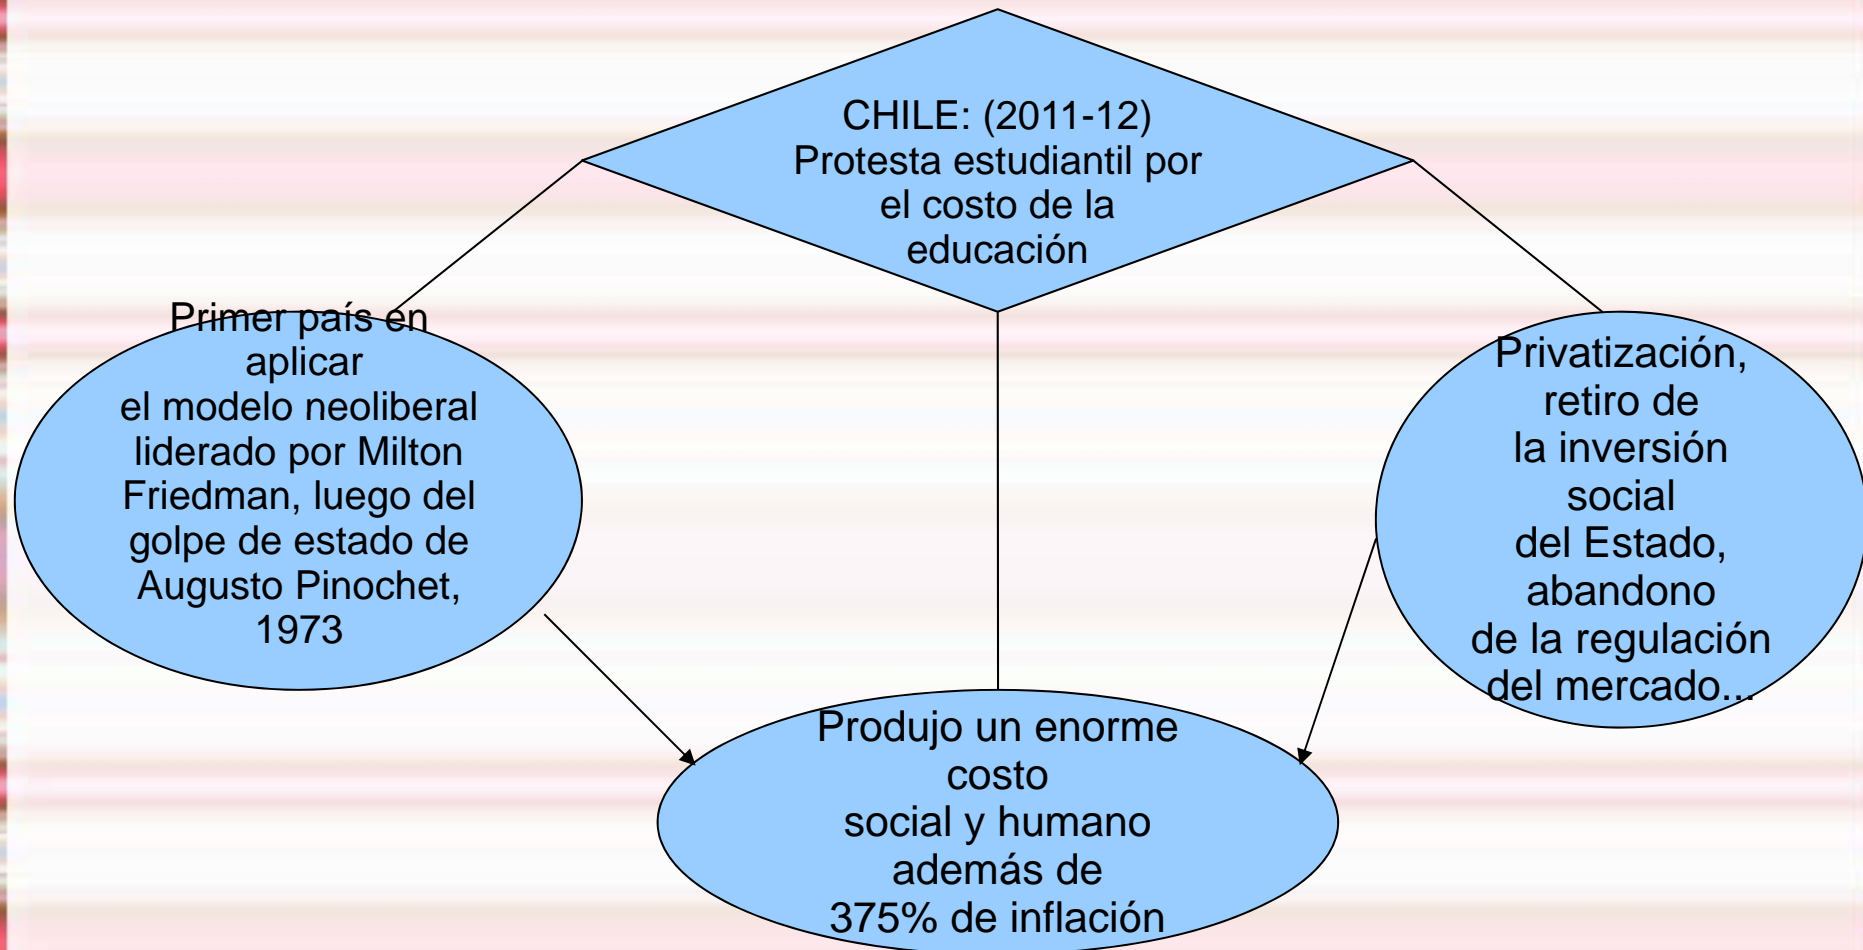 CHILE: (2011-12)
Protesta estudiantil por
el costo de la
educación
Primer país en
aplicar
el modelo neoliberal
liderado por Milton
Friedman, luego del
golpe de estado de
Augusto Pinochet,
1973
Privatización,
retiro de
la inversión
social
del Estado,
abandono
de la regulación
del mercado...
Produjo un enorme
costo
social y humano
además de
375% de inflación